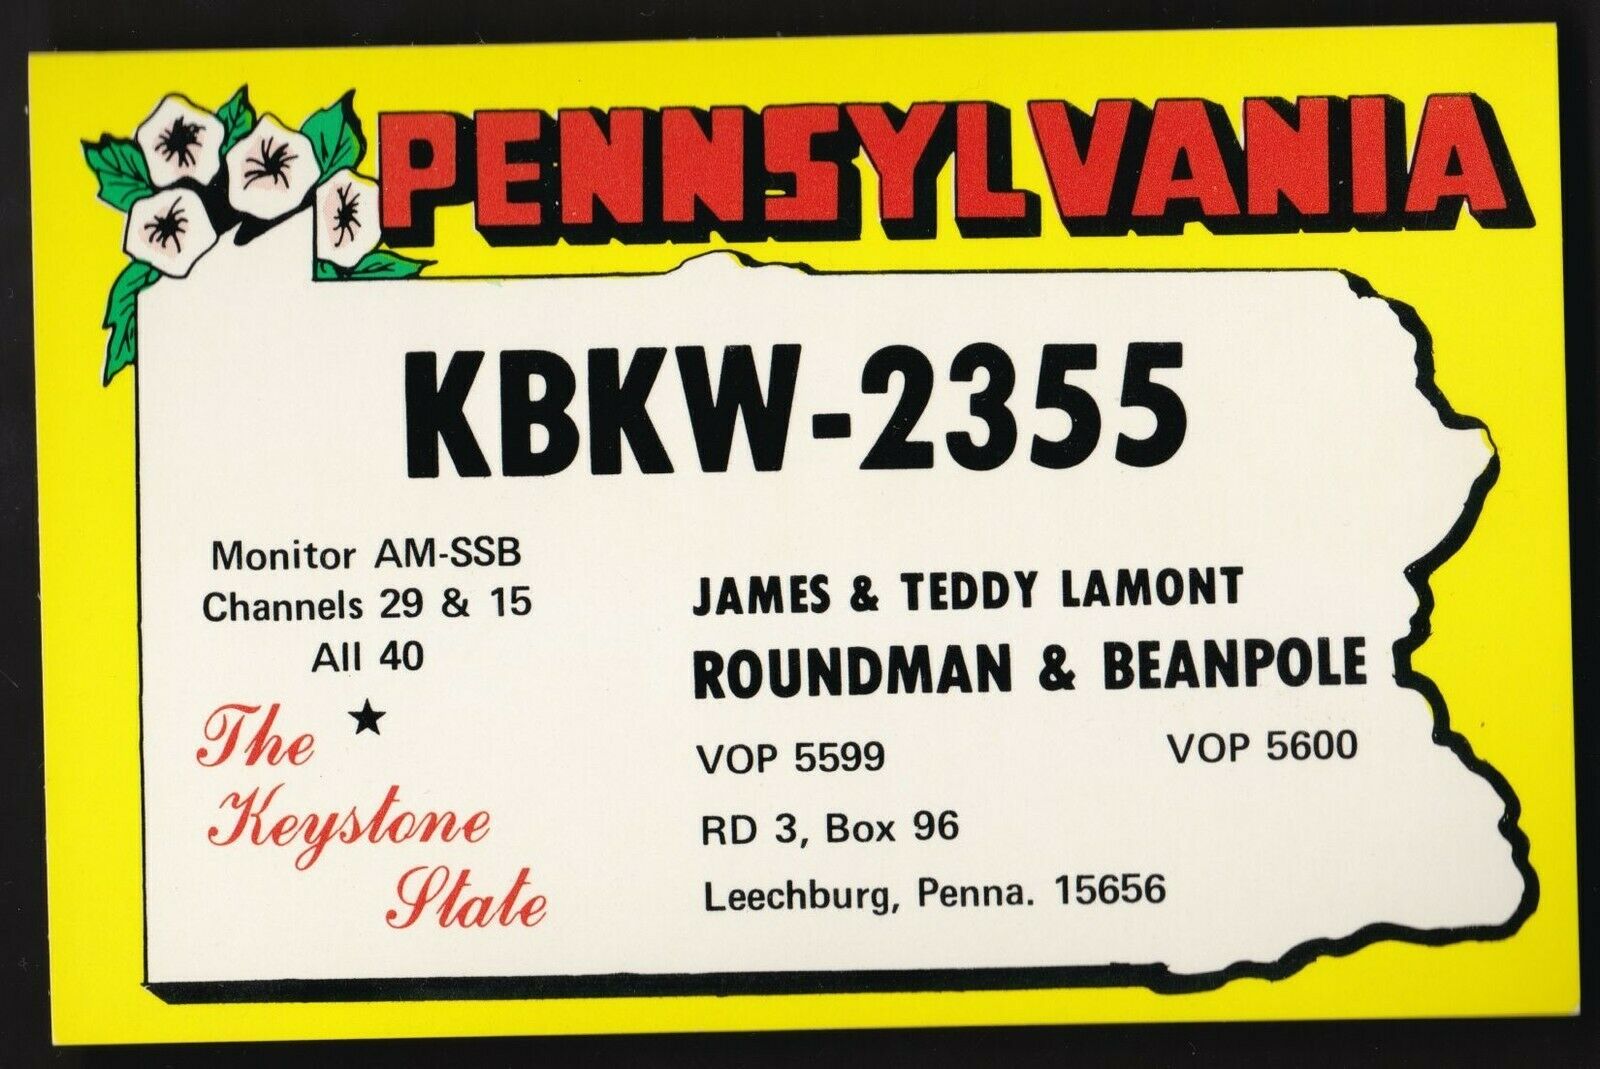 PENNSYLVANIA
KBKW-2355
Monitor AM-SSB
Channels 29 & 15
All 40
The
Keystone
State
JAMES & TEDDY LAMONT
ROUNDMAN & BEANPOLE
VOP 5599 VOP 5600
RD 3, Box 96
Leechburg, Penna. 15656